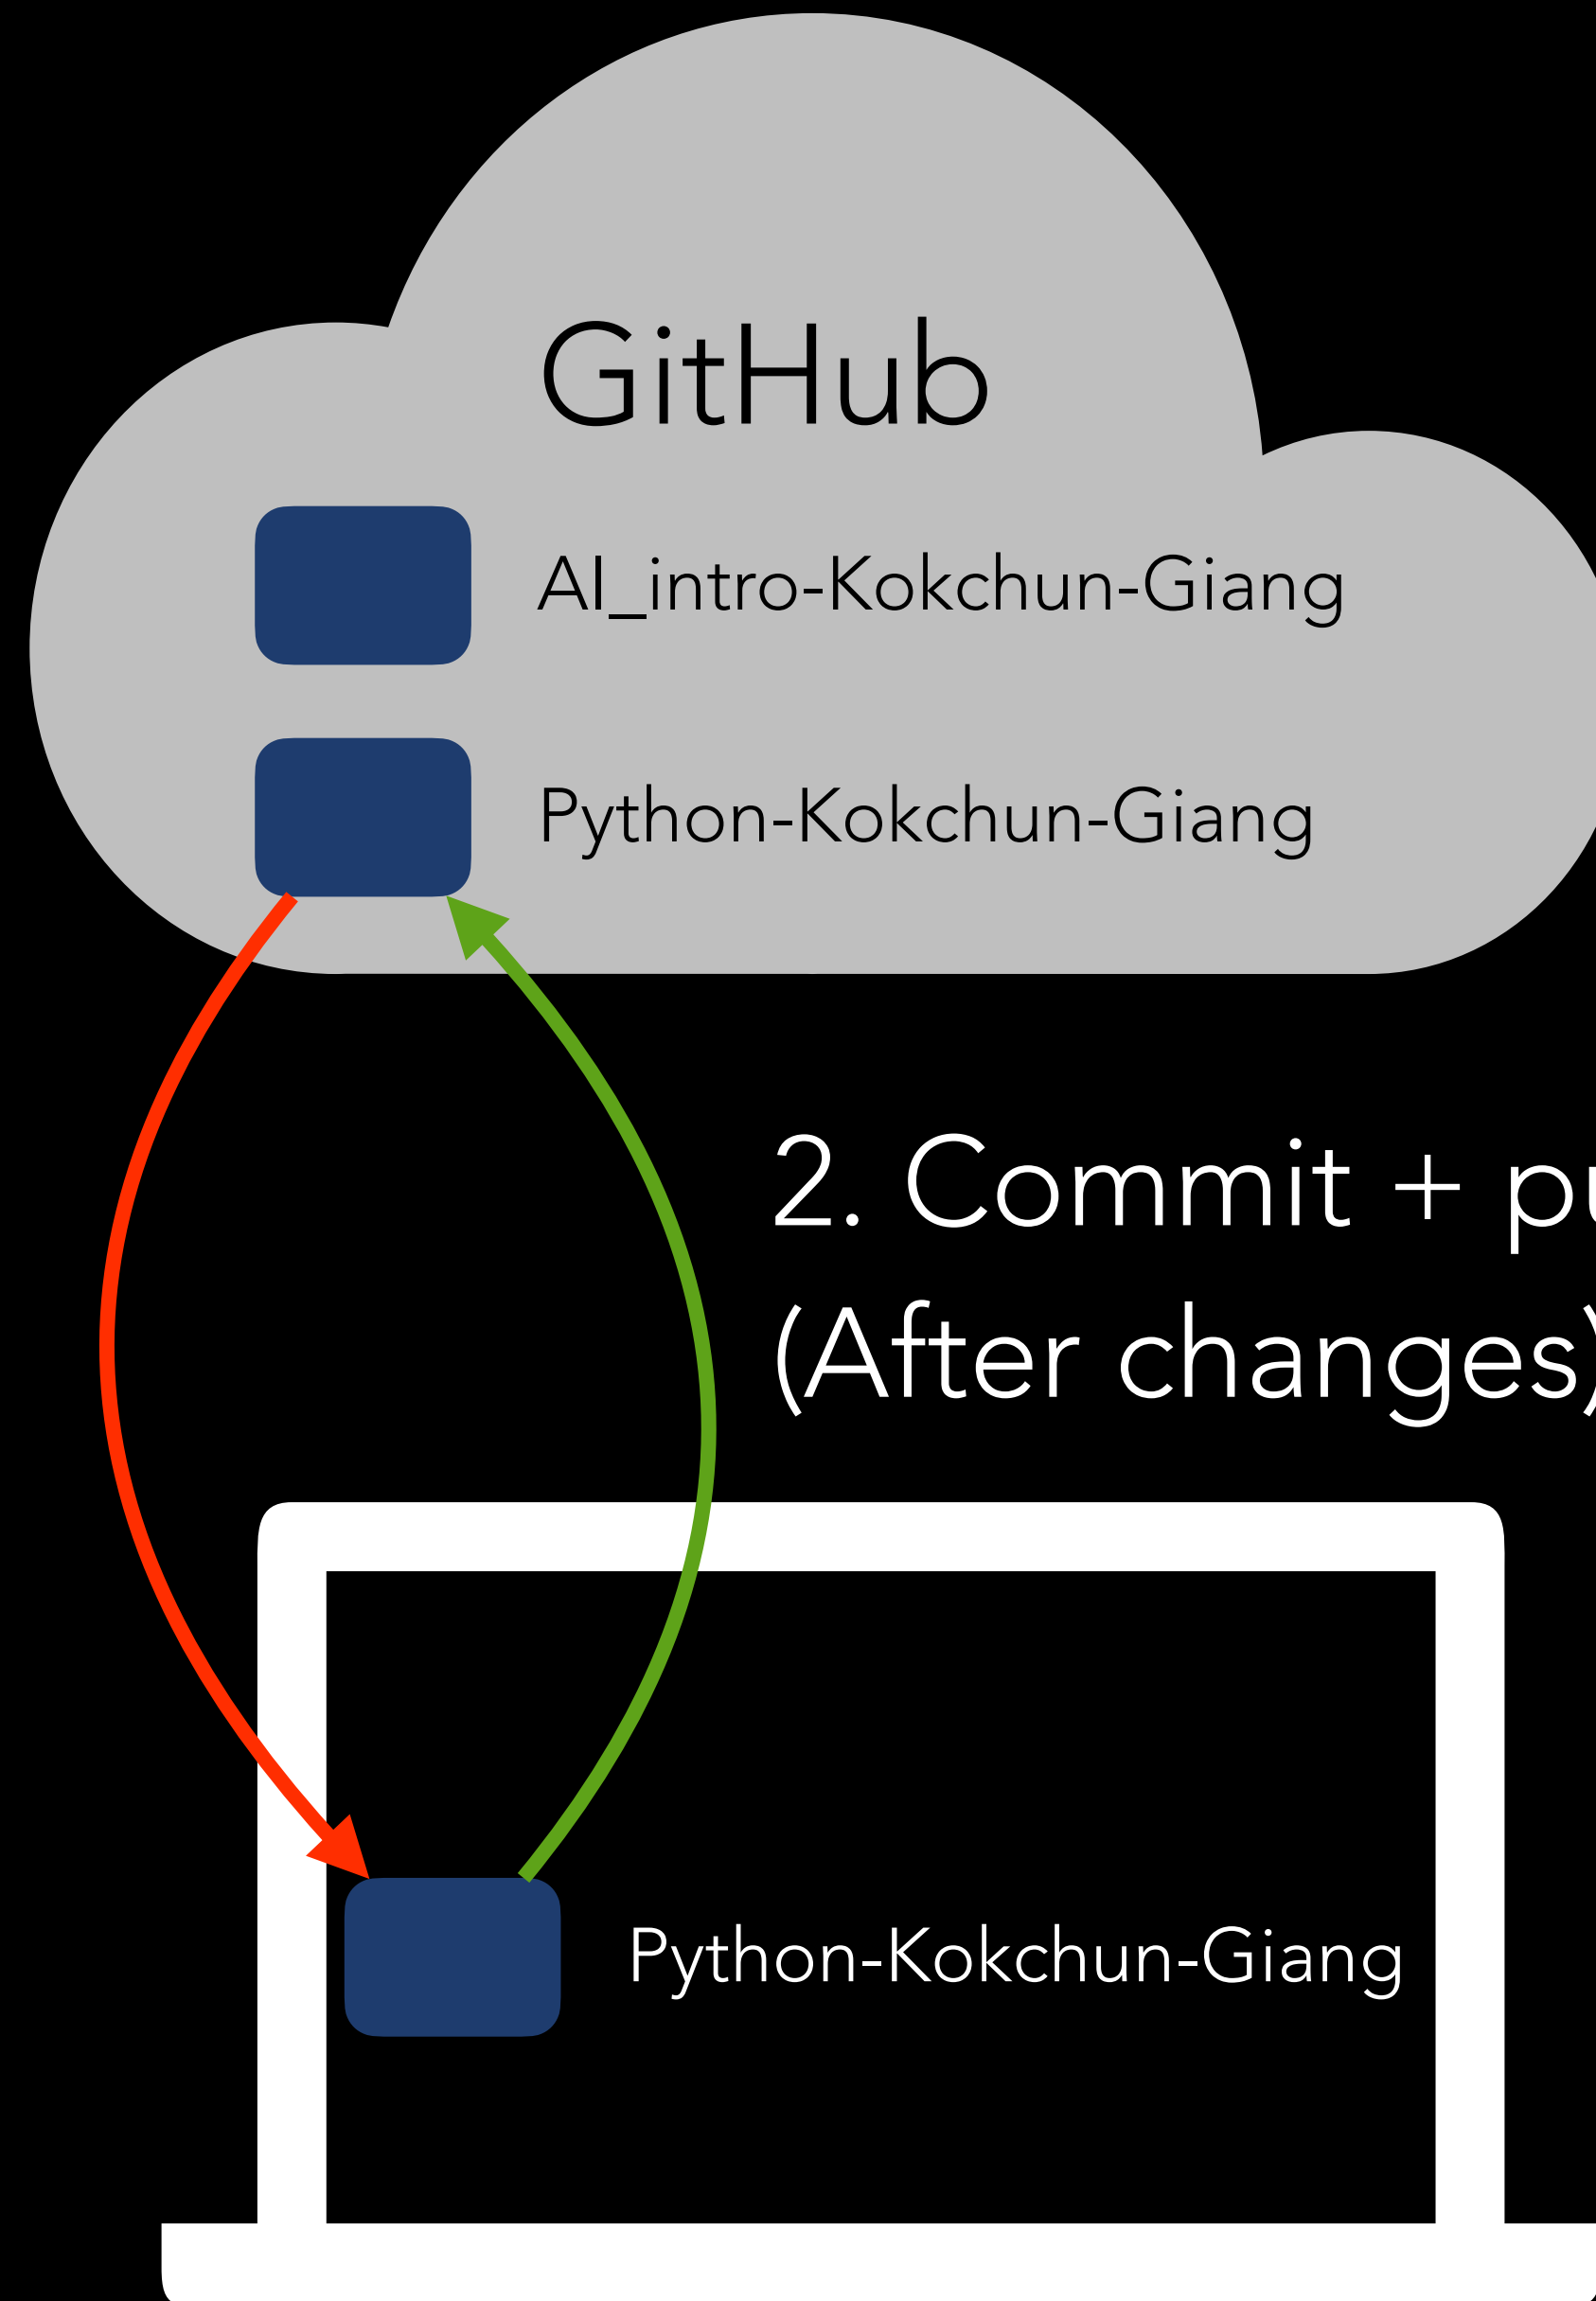 GitHub
AI_intro-Kokchun-Giang
Python-Kokchun-Giang
2. Commit +
(After changes)
Python-Kokchun-Giang